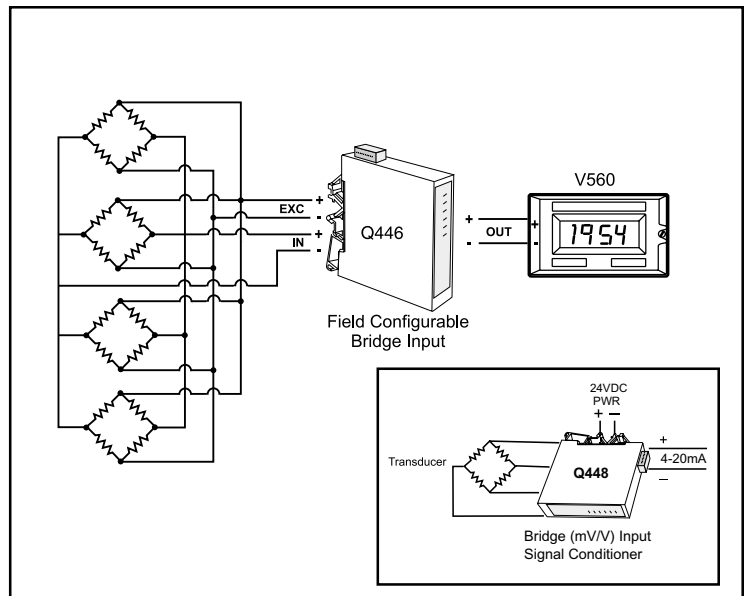 V560
+
EXC
-
+
IN
-
Q446
+
OUT
-
+
-
1954
Field Configurable
Bridge Input
24VDC
PWR
+ –
Transducer
Q448
+
4-20mA
–
Bridge (mV/V) Input
Signal Conditioner